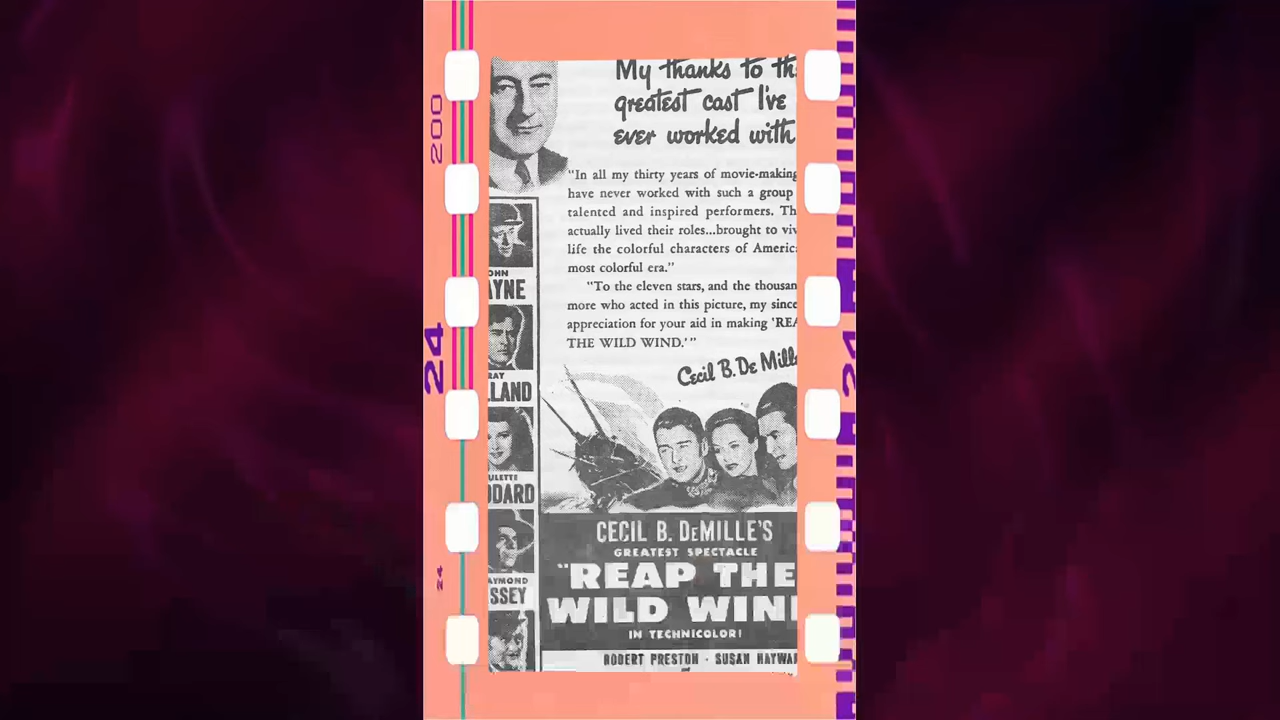 My thanks to th
greatest cast I've
ever worked with
"In all my thirty years of movie-making
have never worked with such a group
talented and inspired performers. Th
actually lived their roles...brought to viv
life the colorful characters of Americ
most colorful era."
"To the eleven stars, and the thousan
more who acted in this picture, my since
appreciation for your aid in making 'REA
THE WILD WIND.'"
Cecil B. De Mille
OHN
AYNE
RAY
LLAND
ULETTE
DDARD
AYMOND
SSEY
CECIL B. DeMILLE'S
GREATEST SPECTACLE
"REAP THE
WILD WIN
IN TECHNICOLOR!
ROBERT PRESTON · SUSAN HAYWA
200
24
24
24